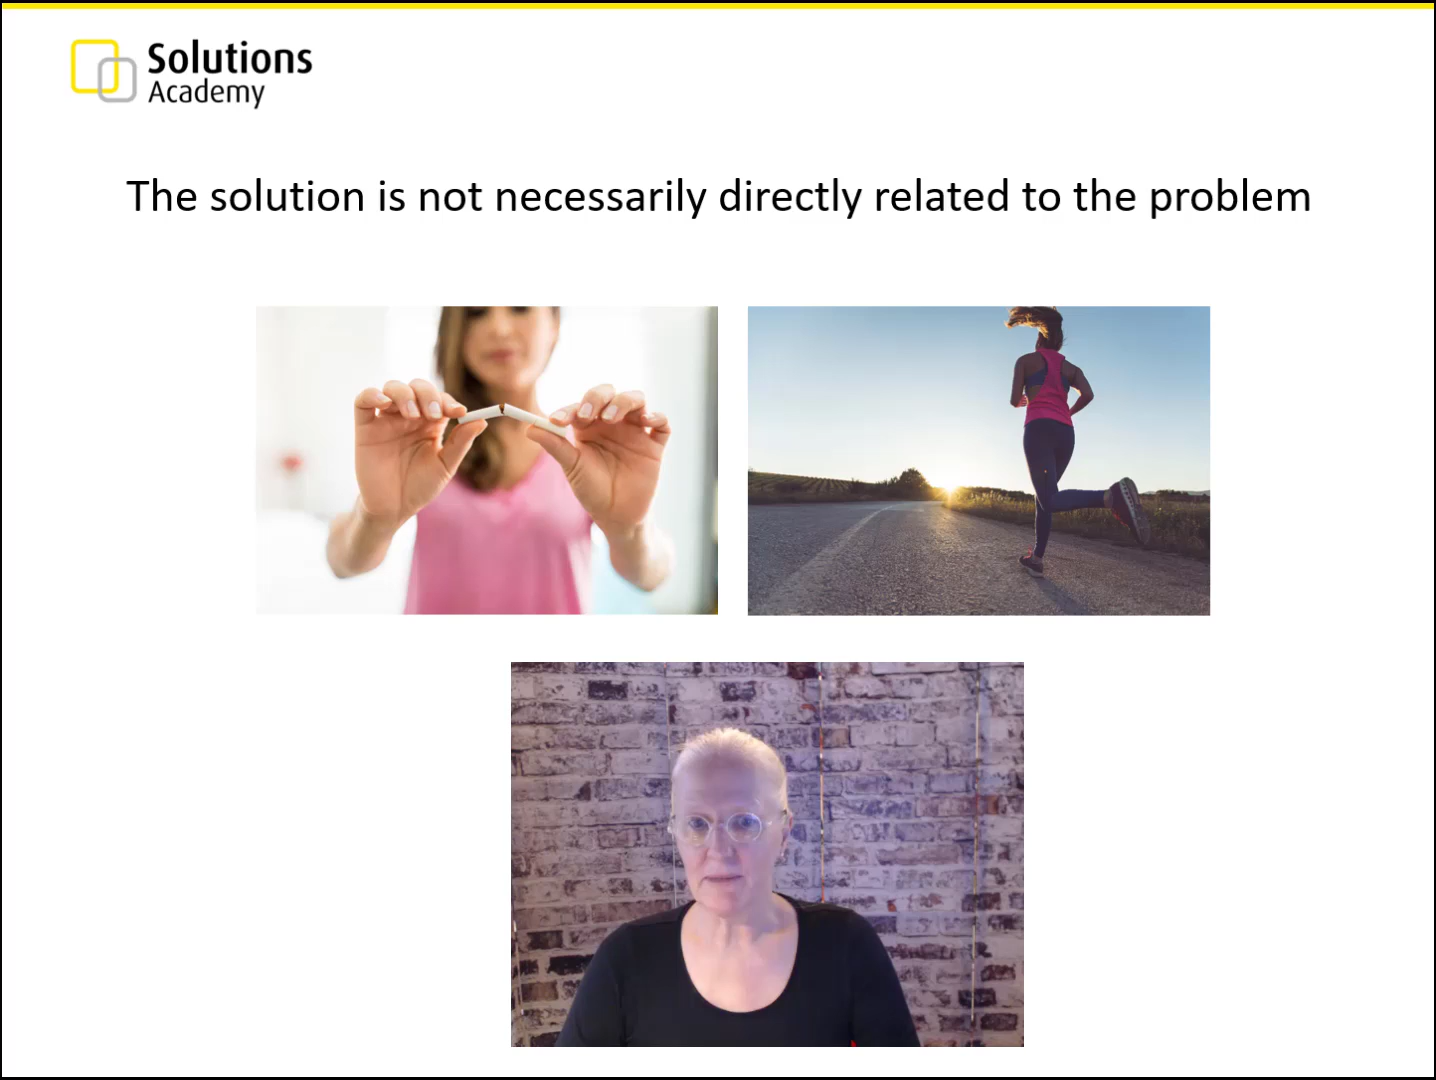 Solutions
Academy
The solution is not necessarily directly related to the problem